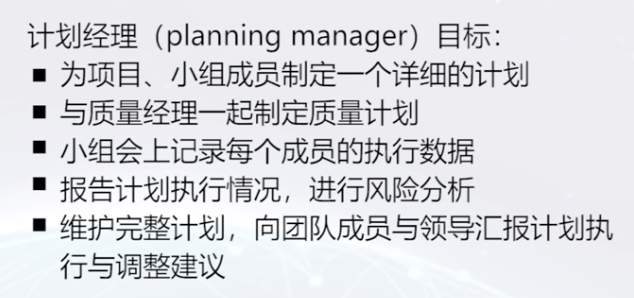 计划经理（planning manager）目标：
■ 为项目、小组成员制定一个详细的计划
■ 与质量经理一起制定质量计划
■ 小组会上记录每个成员的执行数据
■ 报告计划执行情况，进行风险分析
■ 维护完整计划，向团队成员与领导汇报计划执
行与调整建议